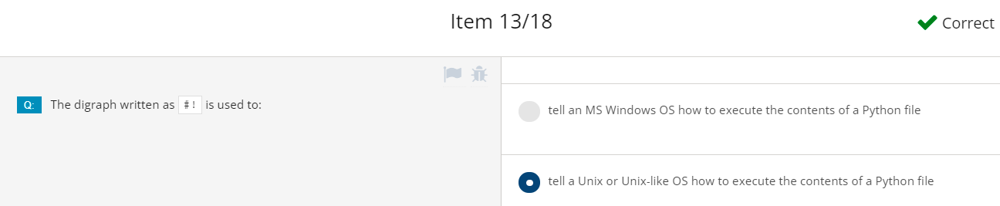 Item 13/18
Correct
Q: The digraph written as #! is used to:
tell an MS Windows OS how to execute the contents of a Python file
tell a Unix or Unix-like OS how to execute the contents of a Python file